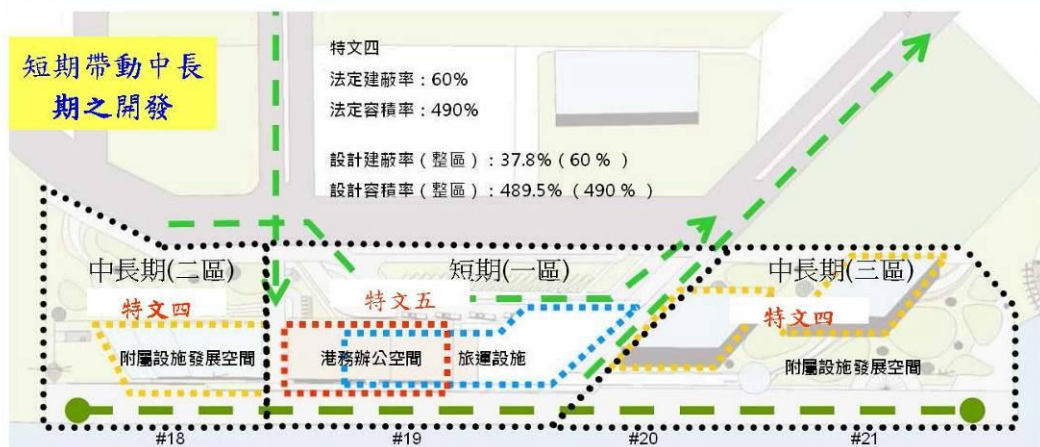 短期帶動中長
期之開發
特文四
法定建蔽率：60%
法定容積率：490%
設計建蔽率（整區）：37.8%（60 % ）
設計容積率（整區）：489.5%（490 % ）
中長期(二區)
短期(一區)
中長期(三區)
特文四
特文五
特文四
附屬設施發展空間
港務辦公空間
旅運設施
附屬設施發展空間
#18
#19
#20
#21